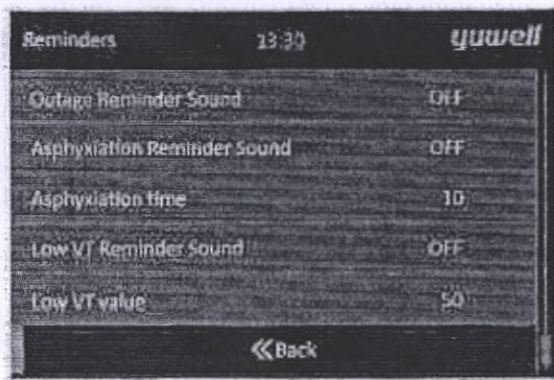 Reminders 13:30 yuwell
Outage Reminder Sound OFF
Asphyxiation Reminder Sound OFF
Asphyxiation time 10
Low VT Reminder Sound OFF
Low VT value 50
≪Back